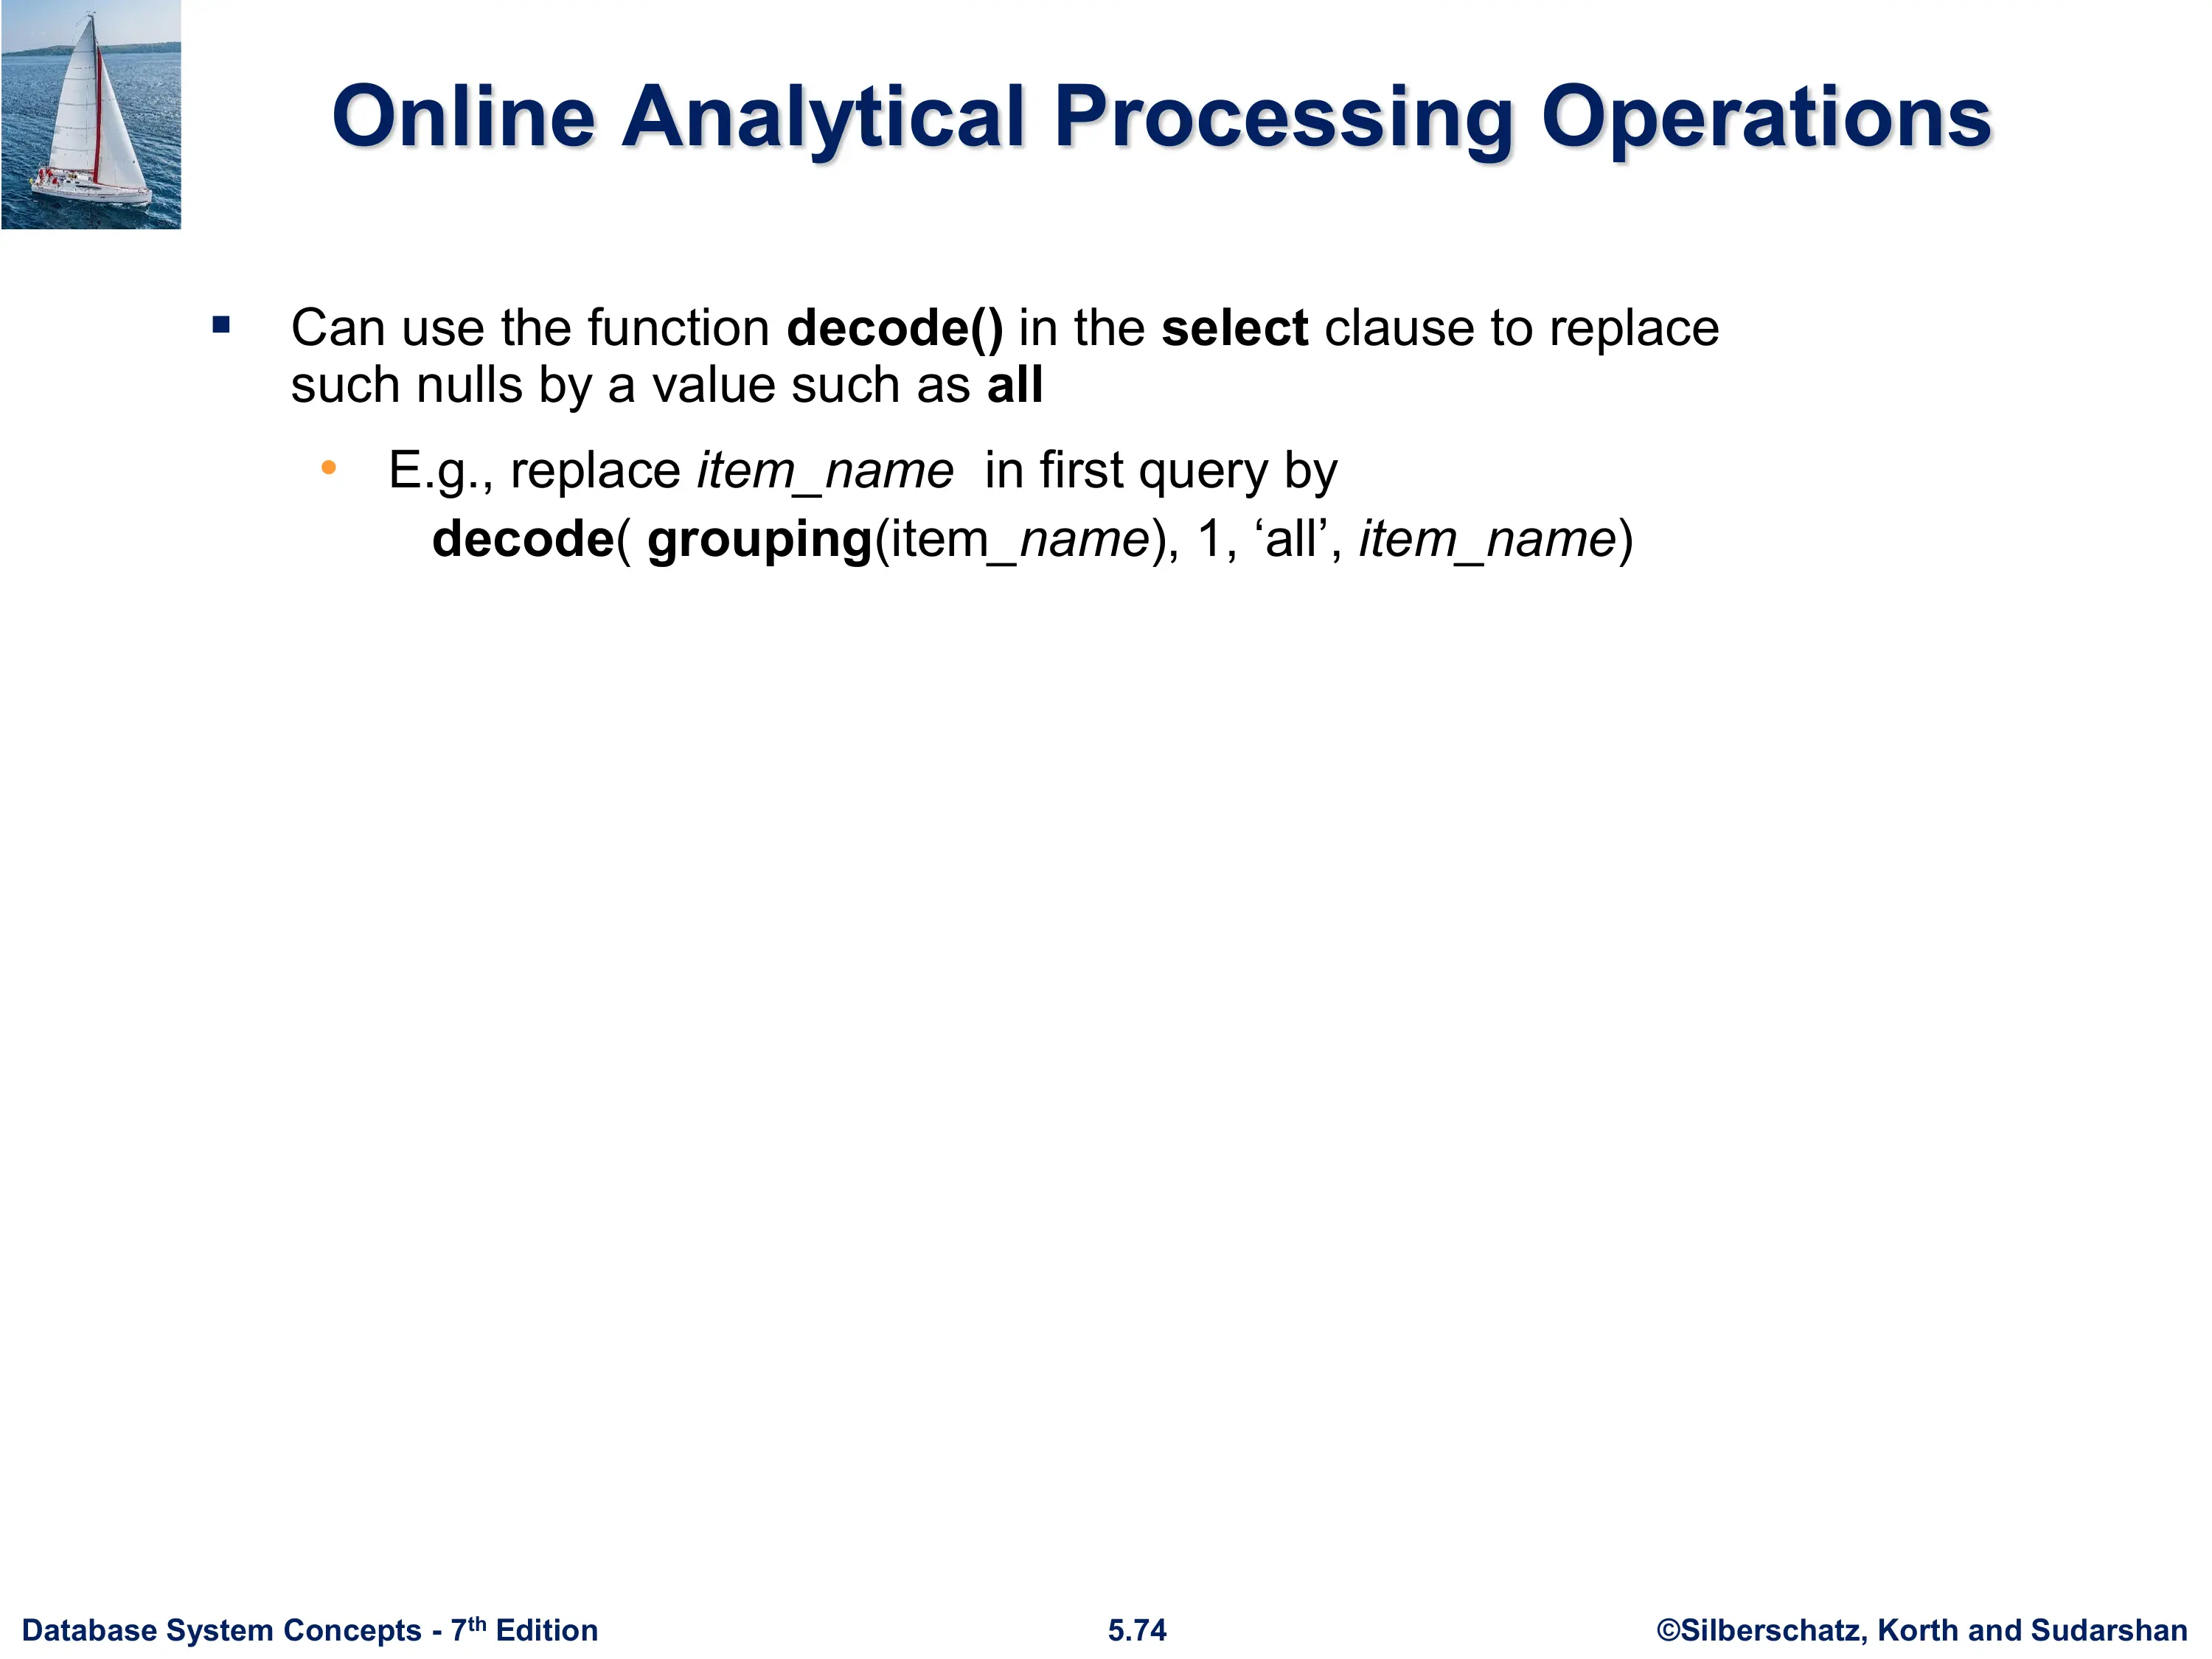 Online Analytical Processing Operations
▪ Can use the function decode() in the select clause to replace
such nulls by a value such as all
• E.g., replace item_name in first query by
decode( grouping(item_name), 1, ‘all’, item_name)
Database System Concepts - 7th Edition
5.74
©Silberschatz, Korth and Sudarshan